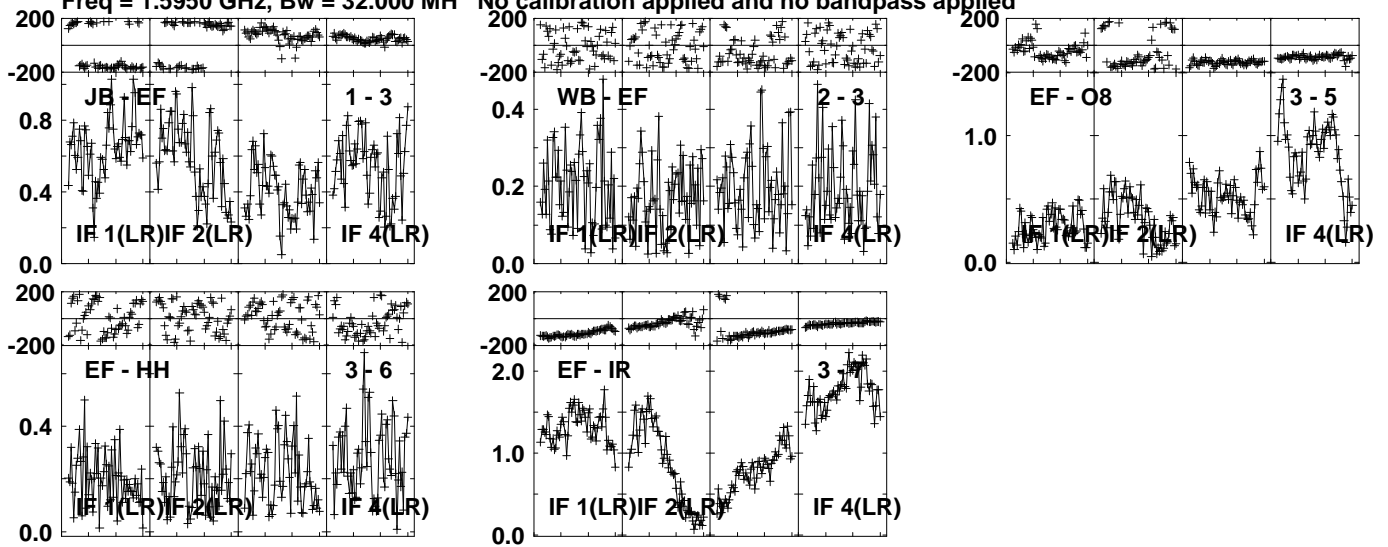 Freq = 1.5950 GHz, Bw = 32.000 MH No calibration applied and no bandpass applied
200
-200
JB - EF 1 - 3
0.8
0.4
0.0
IF 1(LR) IF 2(LR) IF 4(LR)
WB - EF 2 - 3
0.4
0.2
0.0
IF 1(LR) IF 2(LR) IF 4(LR)
200
-200
EF - O8 3 - 5
1.0
0.0
IF 1(LR) IF 2(LR) IF 4(LR)
200
-200
EF - HH 3 - 6
0.4
0.0
IF 1(LR) IF 2(LR) IF 4(LR)
EF - IR 3 - 7
2.0
1.0
0.0
IF 1(LR) IF 2(LR) IF 4(LR)